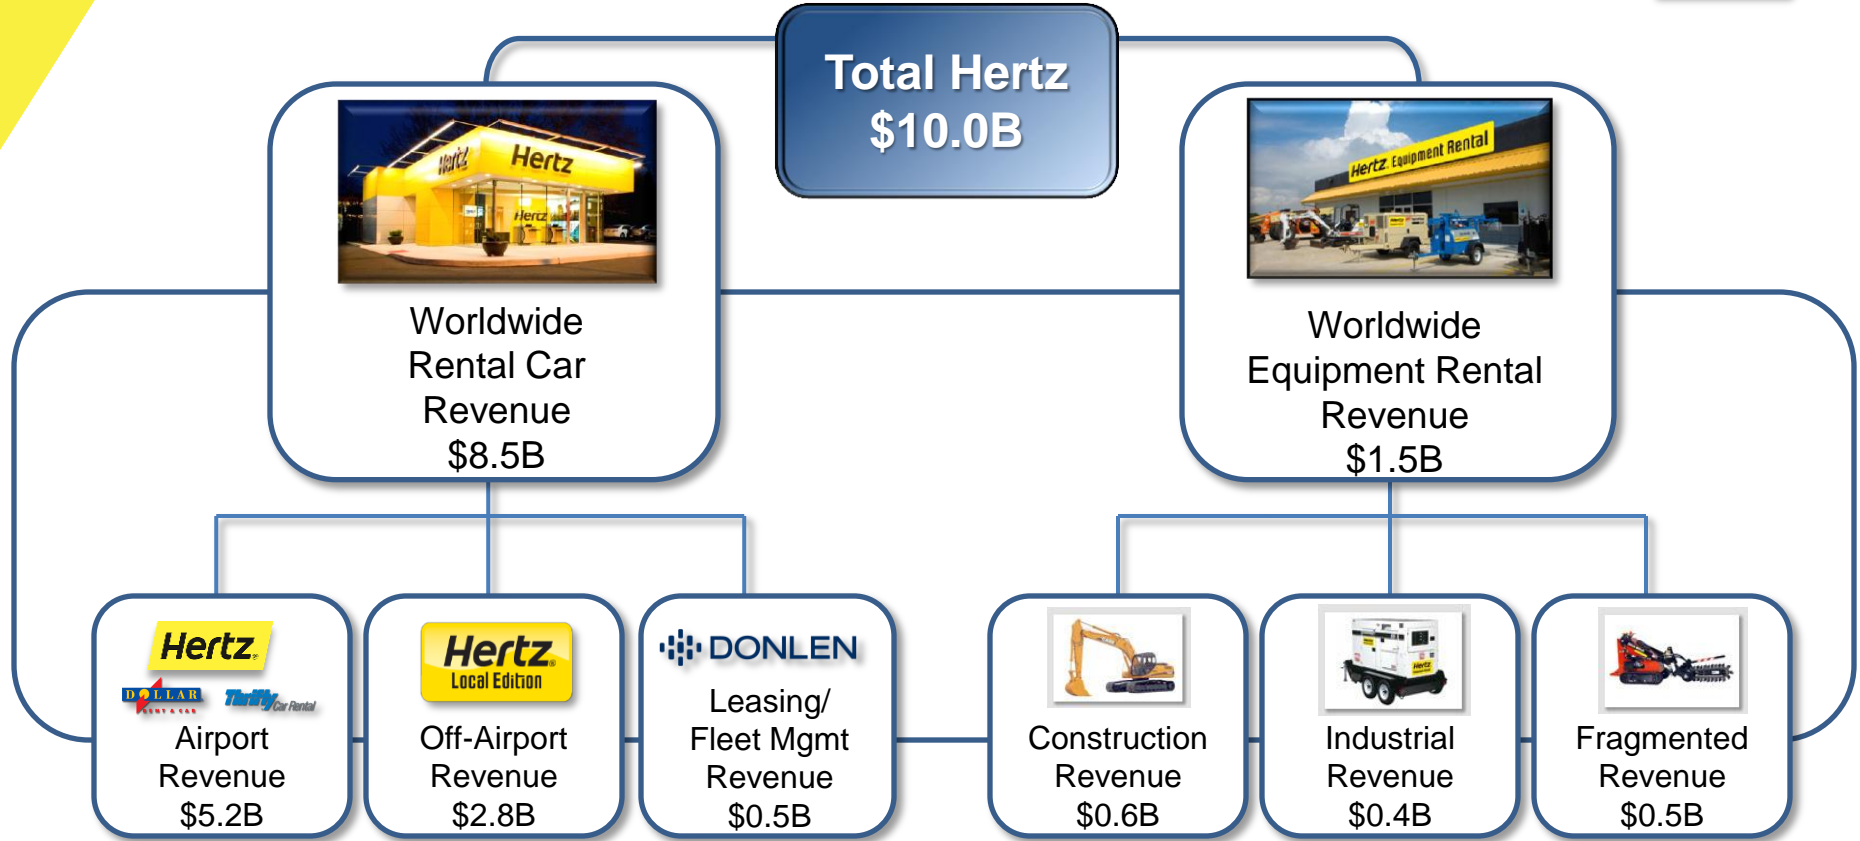 Total Hertz
$10.0B
Hertz
Hertz
Hertz
Hertz Equipment Rental
Worldwide
Rental Car
Revenue
$8.5B
Worldwide
Equipment Rental
Revenue
$1.5B
Hertz
DOLLAR
RENT A CAR
Thrifty Car Rental
Airport
Revenue
$5.2B
Hertz
Local Edition
Off-Airport
Revenue
$2.8B
DONLEN
Leasing/
Fleet Mgmt
Revenue
$0.5B
Construction
Revenue
$0.6B
Hertz
Industrial
Revenue
$0.4B
Fragmented
Revenue
$0.5B